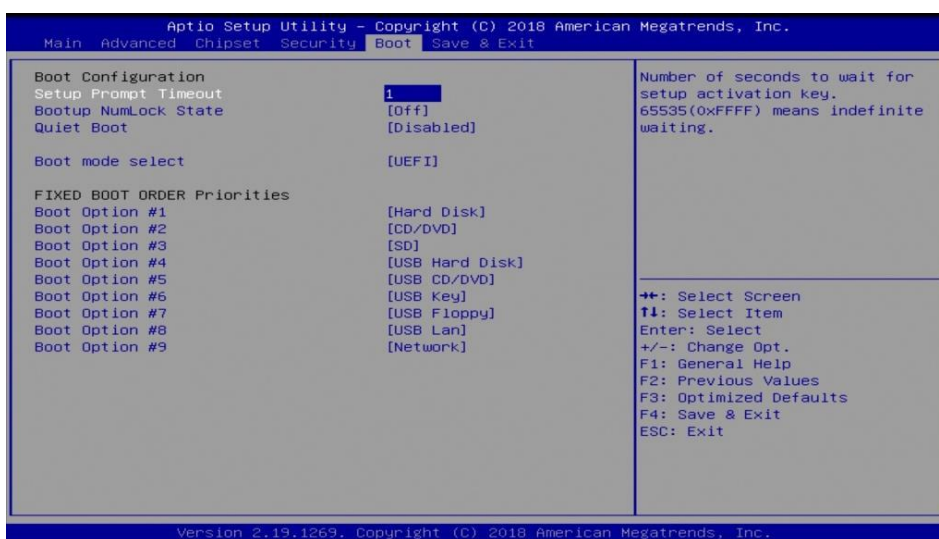 Aptio Setup Utility – Copyright (C) 2018 American Megatrends, Inc.
Main Advanced Chipset Security Boot Save & Exit
Boot Configuration
Setup Prompt Timeout 1
Bootup NumLock State [Off]
Quiet Boot [Disabled]
Boot mode select [UEFI]
FIXED BOOT ORDER Priorities
Boot Option #1 [Hard Disk]
Boot Option #2 [CD/DVD]
Boot Option #3 [SD]
Boot Option #4 [USB Hard Disk]
Boot Option #5 [USB CD/DVD]
Boot Option #6 [USB Key]
Boot Option #7 [USB Floppy]
Boot Option #8 [USB Lan]
Boot Option #9 [Network]
Number of seconds to wait for
setup activation key.
65535(0xFFFF) means indefinite
waiting.
→←: Select Screen
↑↓: Select Item
Enter: Select
+/-: Change Opt.
F1: General Help
F2: Previous Values
F3: Optimized Defaults
F4: Save & Exit
ESC: Exit
Version 2.19.1269. Copyright (C) 2018 American Megatrends, Inc.